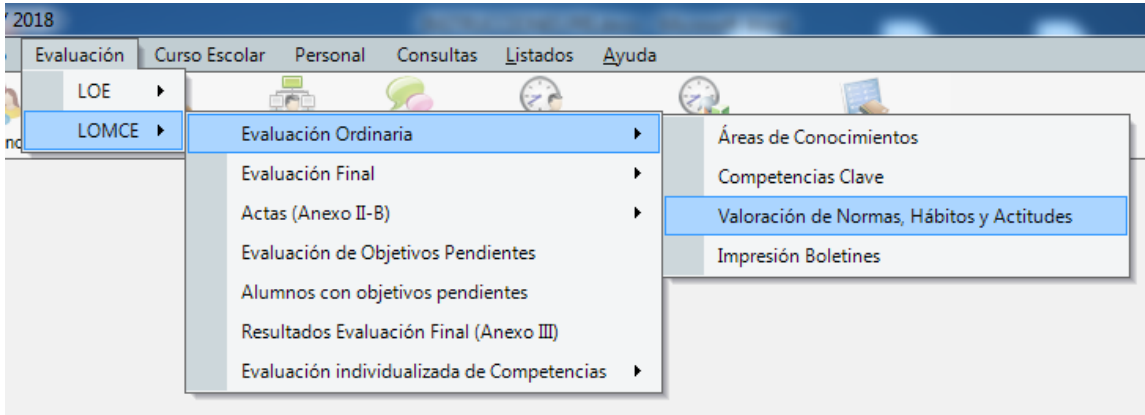 2018
Evaluación Curso Escolar Personal Consultas Listados Ayuda
LOE
LOMCE
Evaluación Ordinaria
Evaluación Final
Actas (Anexo II-B)
Evaluación de Objetivos Pendientes
Alumnos con objetivos pendientes
Resultados Evaluación Final (Anexo III)
Evaluación individualizada de Competencias
Áreas de Conocimientos
Competencias Clave
Valoración de Normas, Hábitos y Actitudes
Impresión Boletines